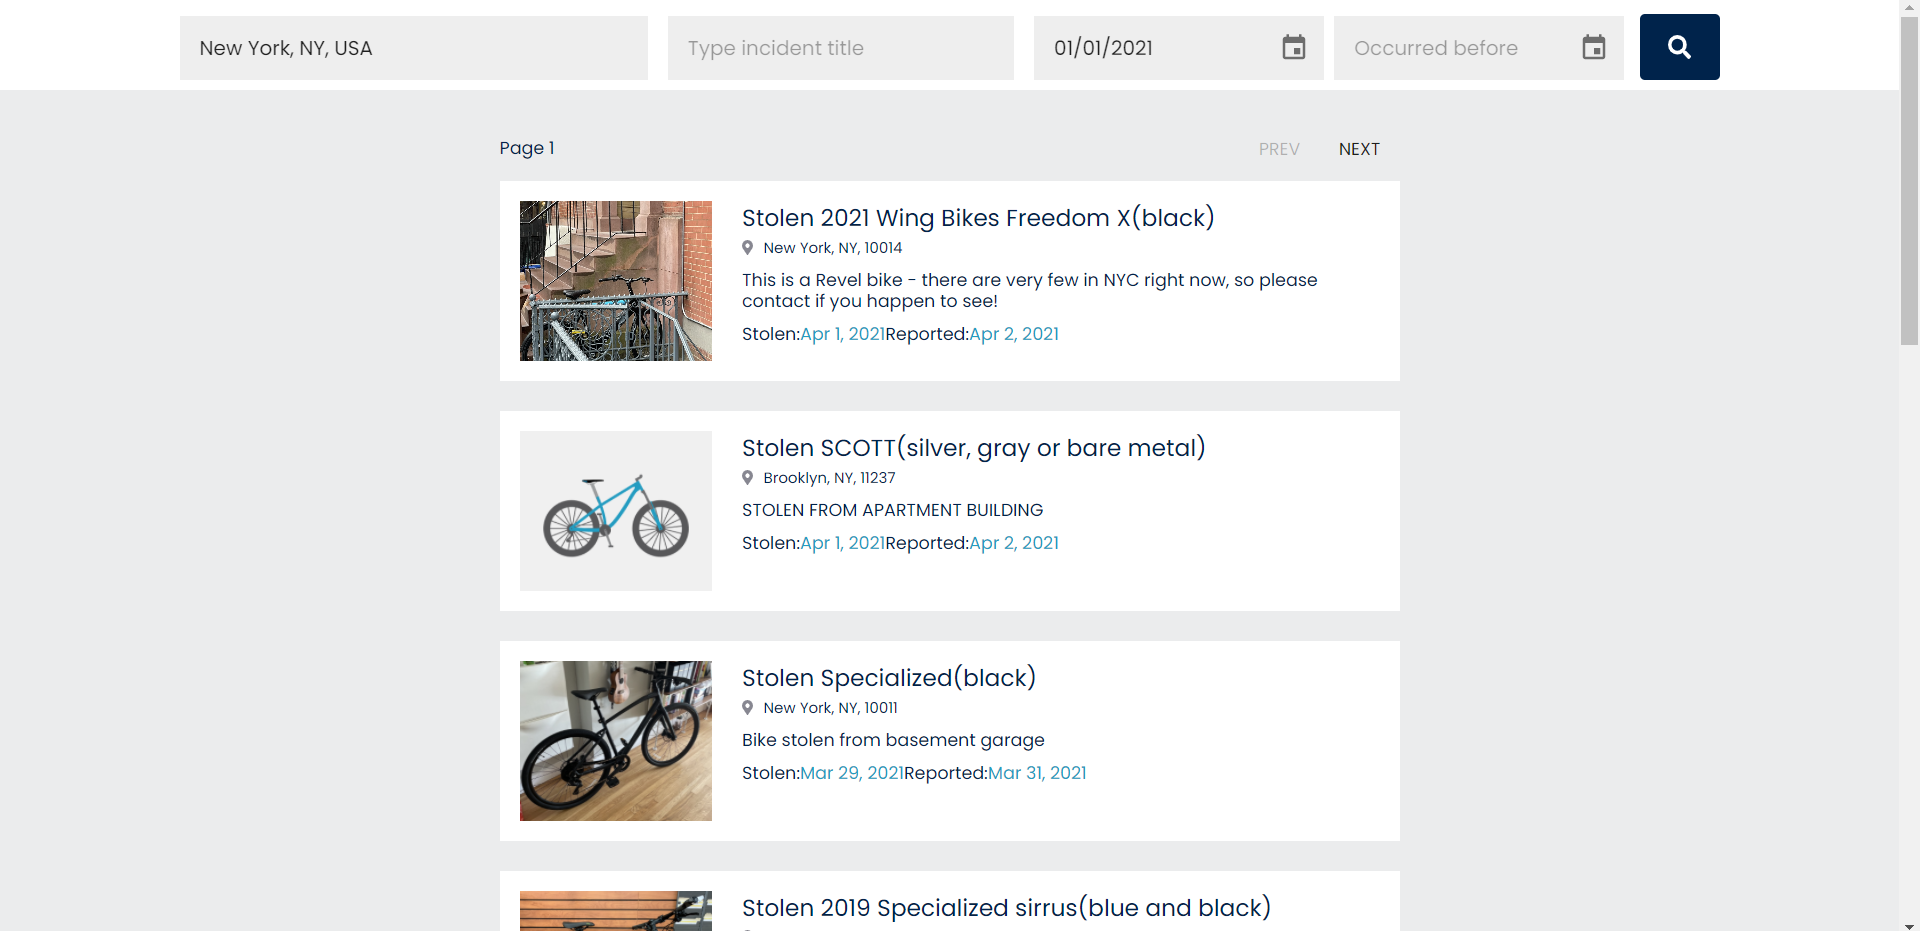 New York, NY, USA
Type incident title
01/01/2021
Occurred before
Page 1
PREV
NEXT
Stolen 2021 Wing Bikes Freedom X(black)
New York, NY, 10014
This is a Revel bike - there are very few in NYC right now, so please
contact if you happen to see!
Stolen:Apr 1, 2021Reported:Apr 2, 2021
Stolen SCOTT(silver, gray or bare metal)
Brooklyn, NY, 11237
STOLEN FROM APARTMENT BUILDING
Stolen:Apr 1, 2021Reported:Apr 2, 2021
Stolen Specialized(black)
New York, NY, 10011
Bike stolen from basement garage
Stolen:Mar 29, 2021Reported:Mar 31, 2021
Stolen 2019 Specialized sirrus(blue and black)